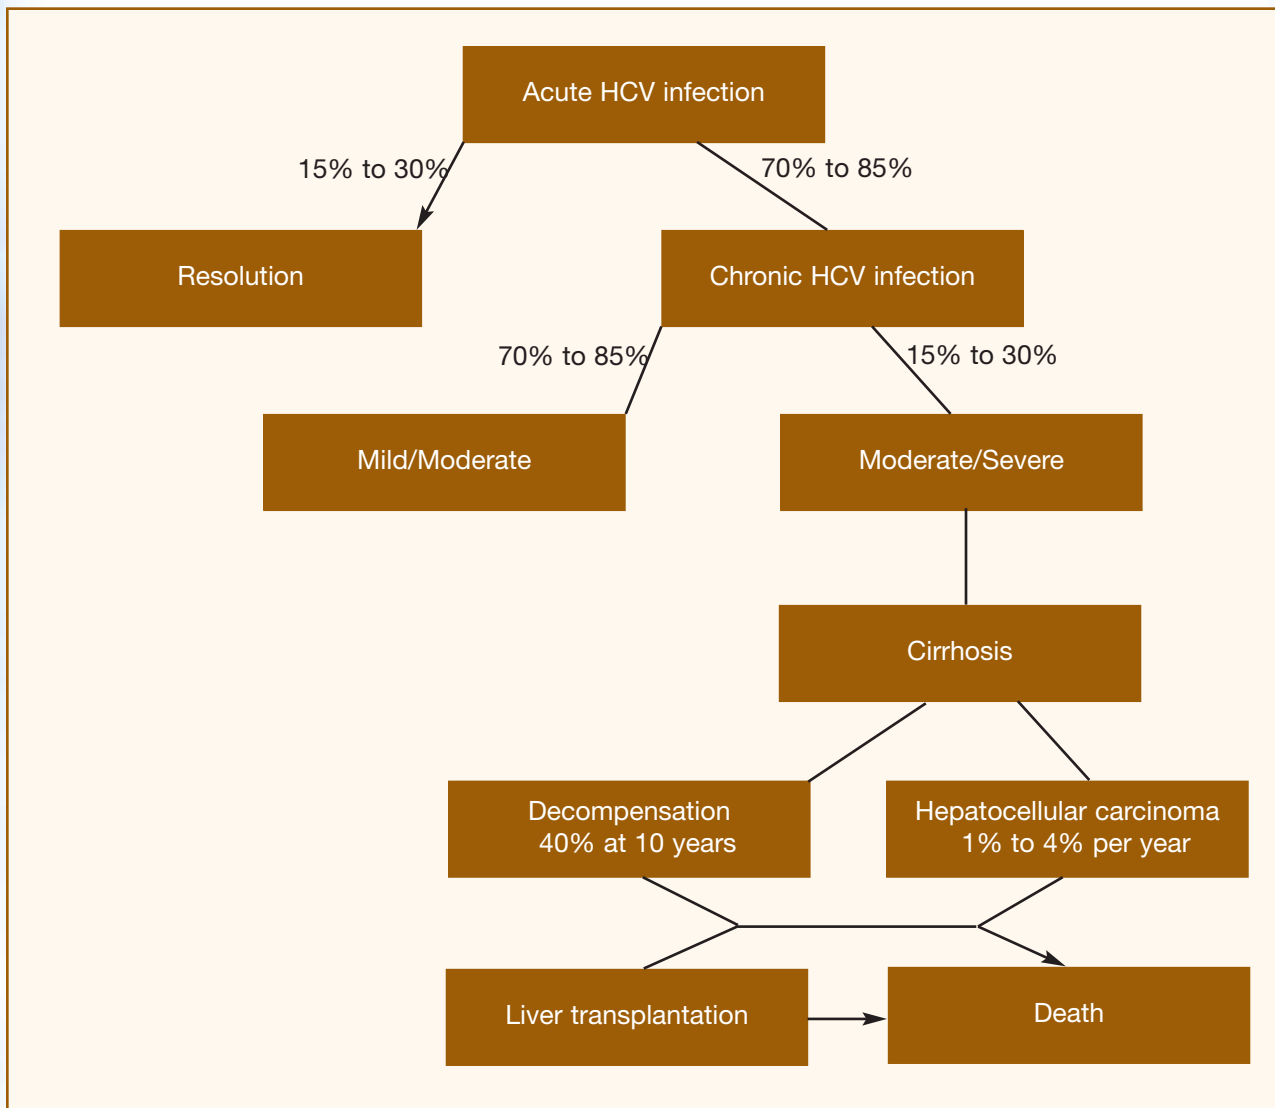 Acute HCV infection
15% to 30%
70% to 85%
Resolution
Chronic HCV infection
70% to 85%
15% to 30%
Mild/Moderate
Moderate/Severe
Cirrhosis
Decompensation
40% at 10 years
Hepatocellular carcinoma
1% to 4% per year
Liver transplantation
Death